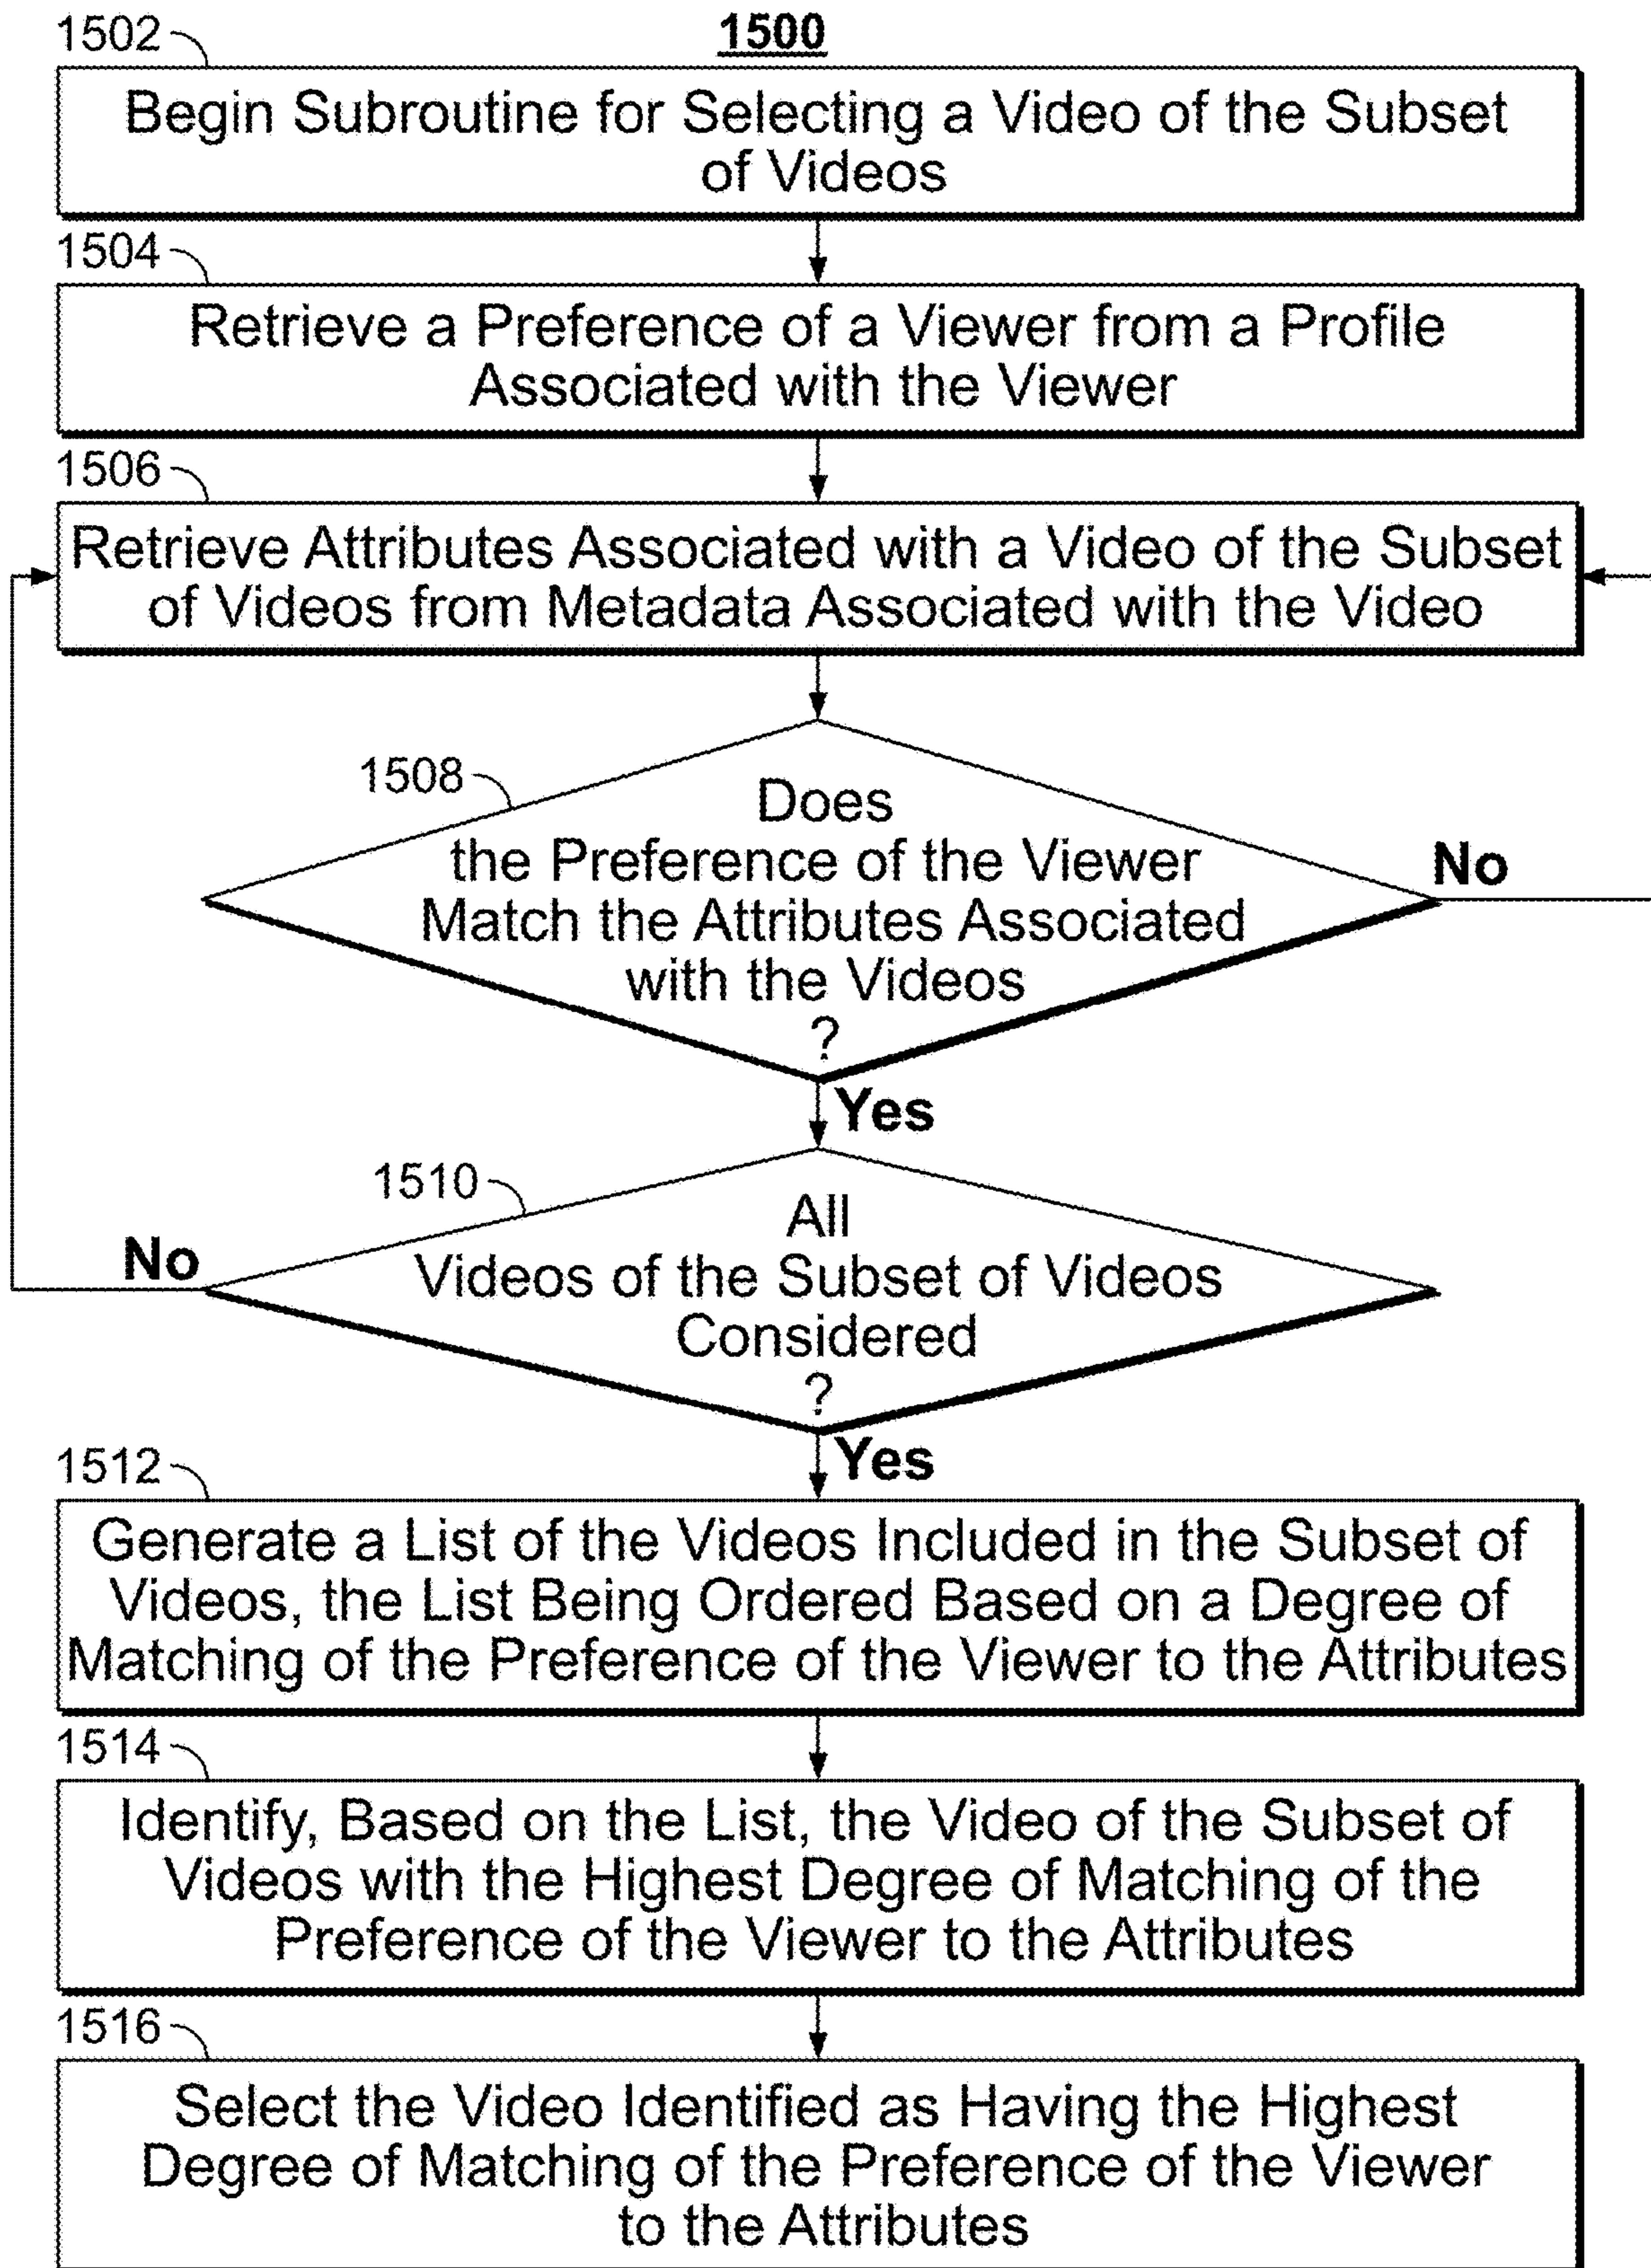 1500
1502
Begin Subroutine for Selecting a Video of the Subset
of Videos
1504
Retrieve a Preference of a Viewer from a Profile
Associated with the Viewer
1506
Retrieve Attributes Associated with a Video of the Subset
of Videos from Metadata Associated with the Video
1508
Does
the Preference of the Viewer
Match the Attributes Associated
with the Videos
?
No
Yes
1510
All
Videos of the Subset of Videos
Considered
?
No
Yes
1512
Generate a List of the Videos Included in the Subset of
Videos, the List Being Ordered Based on a Degree of
Matching of the Preference of the Viewer to the Attributes
1514
Identify, Based on the List, the Video of the Subset of
Videos with the Highest Degree of Matching of the
Preference of the Viewer to the Attributes
1516
Select the Video Identified as Having the Highest
Degree of Matching of the Preference of the Viewer
to the Attributes